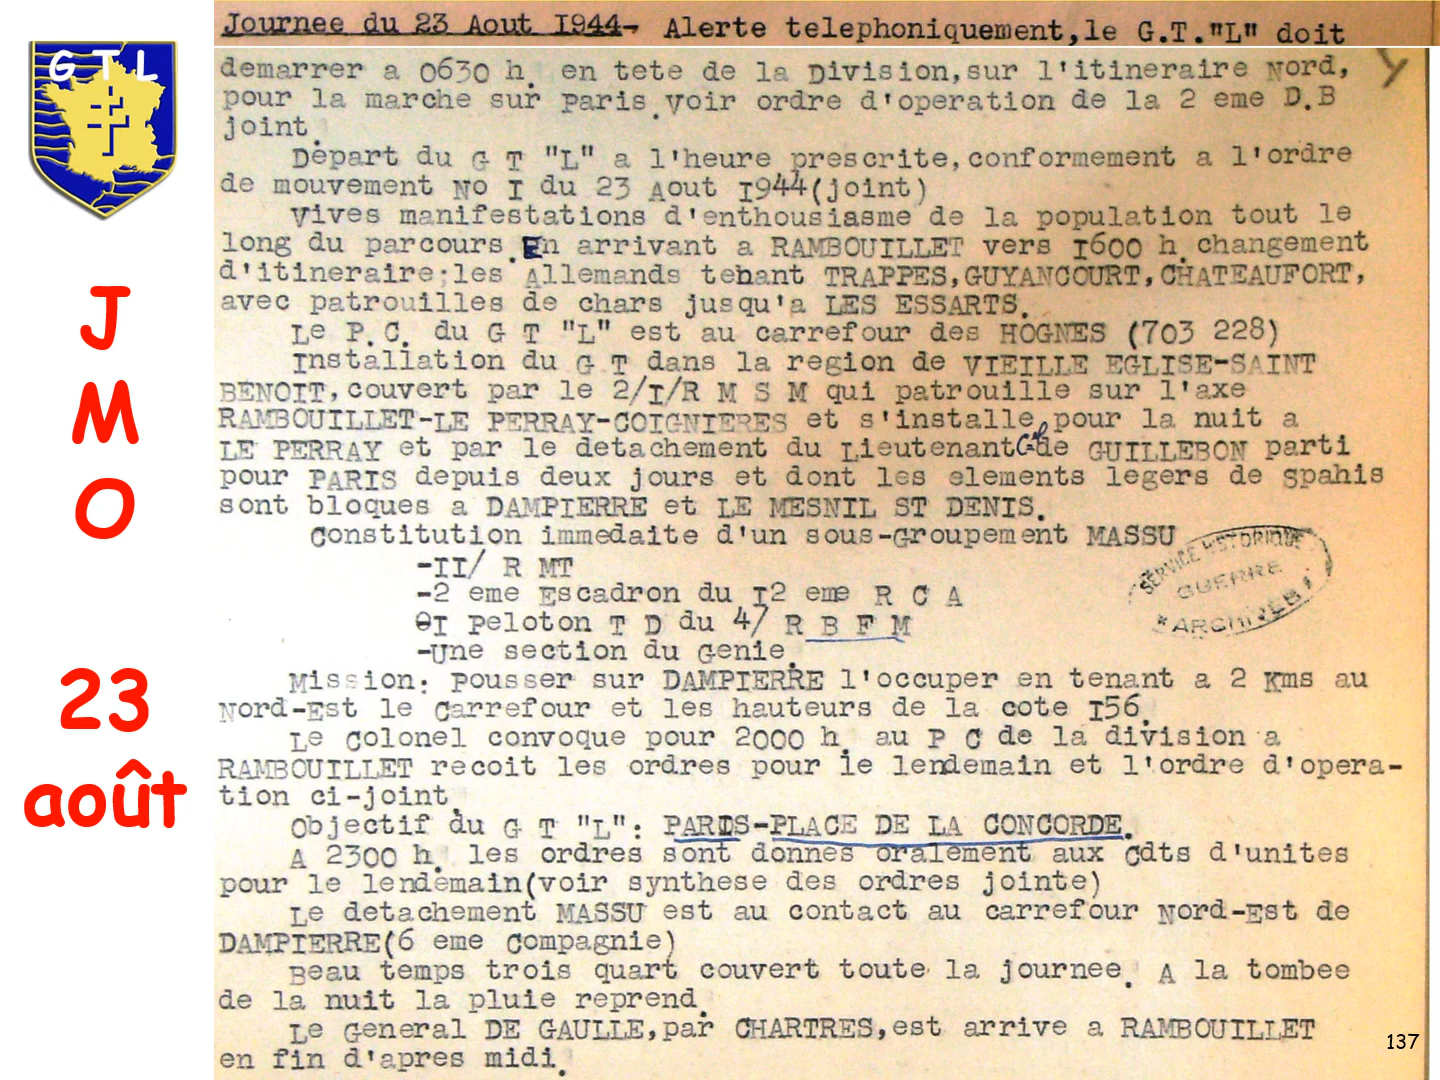 G T L
J
M
O
23
août
Journee du 23 Aout I944- Alerte telephoniquement,le G.T."L" doit
demarrer a 0630 h. en tete de la Division,sur l'itineraire Nord,
pour la marche sur Paris.Voir ordre d'operation de la 2 eme D.B
joint.
Départ du G T "L" a l'heure prescrite,conformement a l'ordre
de mouvement No I du 23 Aout I944(joint)
Vives manifestations d'enthousiasme de la population tout le
long du parcours.En arrivant a RAMBOUILLET vers I600 h.changement
d'itineraire;les Allemands tenant TRAPPES,GUYANCOURT,CHATEAUFORT,
avec patrouilles de chars jusqu'a LES ESSARTS.
Le P.C. du G T "L" est au carrefour des HOGNES (703 228)
Installation du G T dans la region de VIEILLE EGLISE-SAINT
BENOIT,couvert par le 2/I/R M S M qui patrouille sur l'axe
RAMBOUILLET-LE PERRAY-COIGNIERES et s'installe pour la nuit a
LE PERRAY et par le detachement du Lieutenant Cel de GUILLEBON parti
pour PARIS depuis deux jours et dont les elements legers de Spahis
sont bloques a DAMPIERRE et LE MESNIL ST DENIS.
Constitution immedaite d'un sous-Groupement MASSU
-II/ R MT
-2 eme Escadron du I2 eme R C A
-I Peloton T D du 4/ R B F M
-Une section du Genie.
Mission: Pousser sur DAMPIERRE l'occuper en tenant a 2 Kms au
Nord-Est le Carrefour et les hauteurs de la cote I56.
Le Colonel convoque pour 2000 h. au P C de la division a
RAMBOUILLET recoit les ordres pour le lendemain et l'ordre d'opera-
tion ci-joint.
Objectif du G T "L": PARIS-PLACE DE LA CONCORDE.
A 2300 h. les ordres sont donnes oralement aux Cdts d'unites
pour le lendemain(voir synthese des ordres jointe)
Le detachement MASSU est au contact au carrefour Nord-Est de
DAMPIERRE(6 eme Compagnie)
Beau temps trois quart couvert toute la journee. A la tombee
de la nuit la pluie reprend.
Le General DE GAULLE,par CHARTRES,est arrive a RAMBOUILLET
en fin d'apres midi.
SERVICE HISTORIQUE
GUERRE
* ARCHIVES *
137